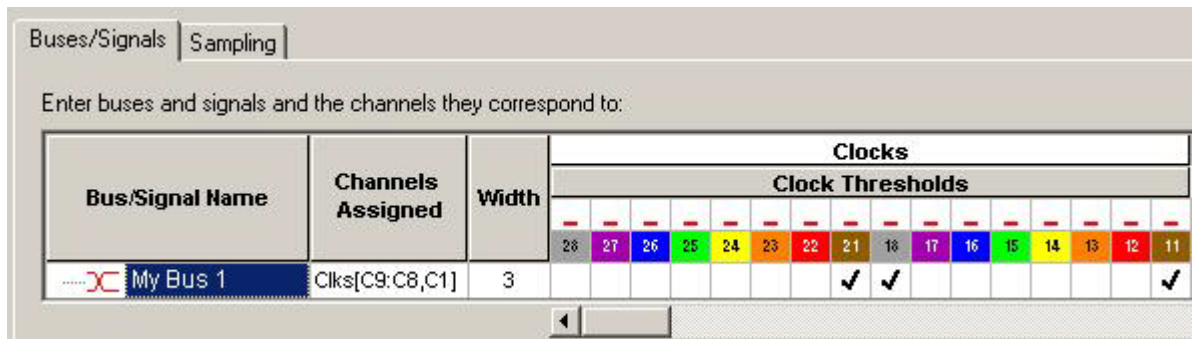 Buses/Signals Sampling
Enter buses and signals and the channels they correspond to:
Bus/Signal Name Channels Assigned Width Clocks
Clock Thresholds
28 27 26 25 24 23 22 21 18 17 16 15 14 13 12 11
My Bus 1 Clks[C9:C8,C1] 3